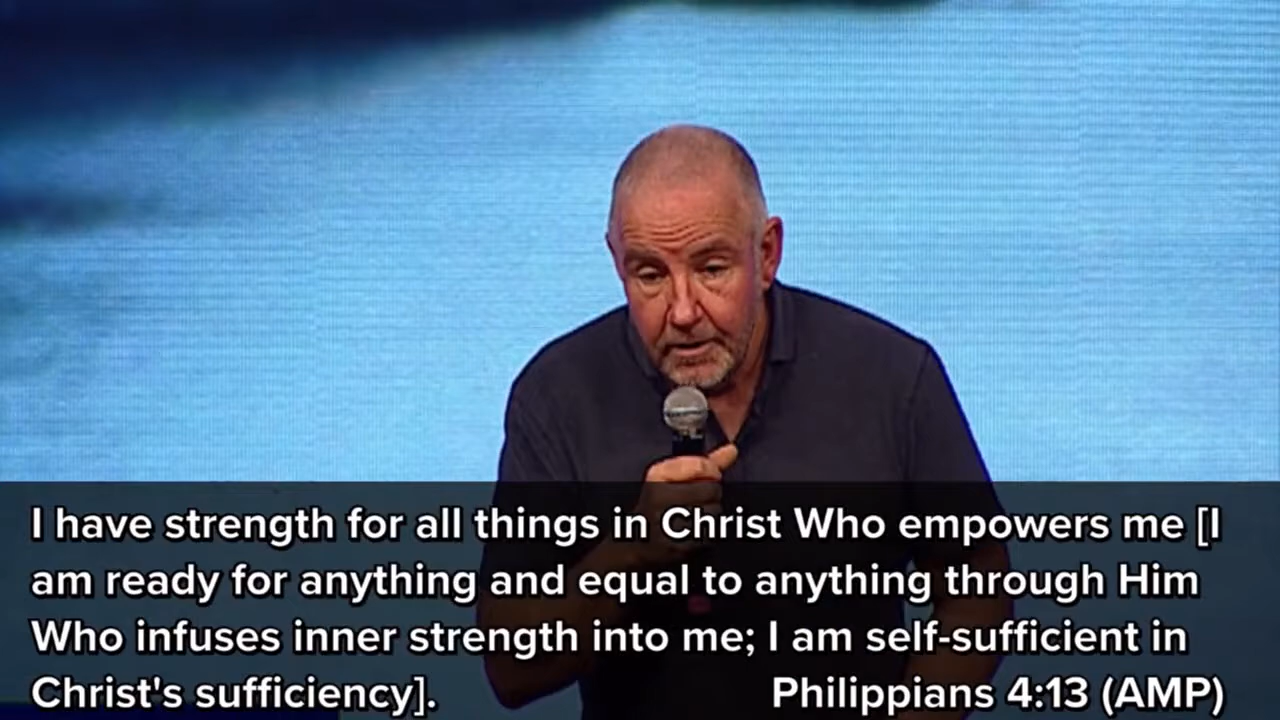 I have strength for all things in Christ Who empowers me [I
am ready for anything and equal to anything through Him
Who infuses inner strength into me; I am self-sufficient in
Christ's sufficiency].
Philippians 4:13 (AMP)